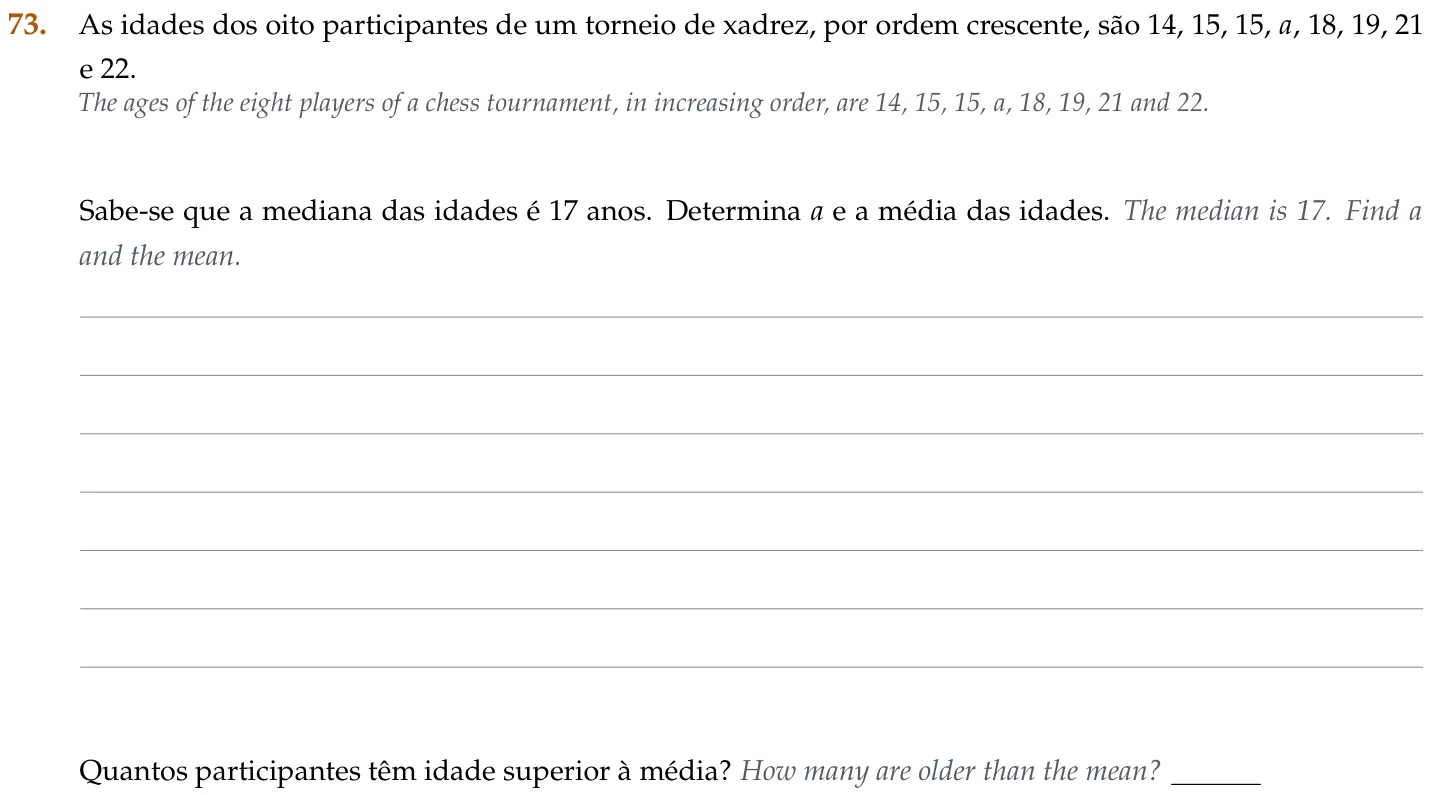 73. As idades dos oito participantes de um torneio de xadrez, por ordem crescente, são 14, 15, 15, a, 18, 19, 21
e 22.
The ages of the eight players of a chess tournament, in increasing order, are 14, 15, 15, a, 18, 19, 21 and 22.
Sabe-se que a mediana das idades é 17 anos. Determina a e a média das idades. The median is 17. Find a
and the mean.
Quantos participantes têm idade superior à média? How many are older than the mean? ______